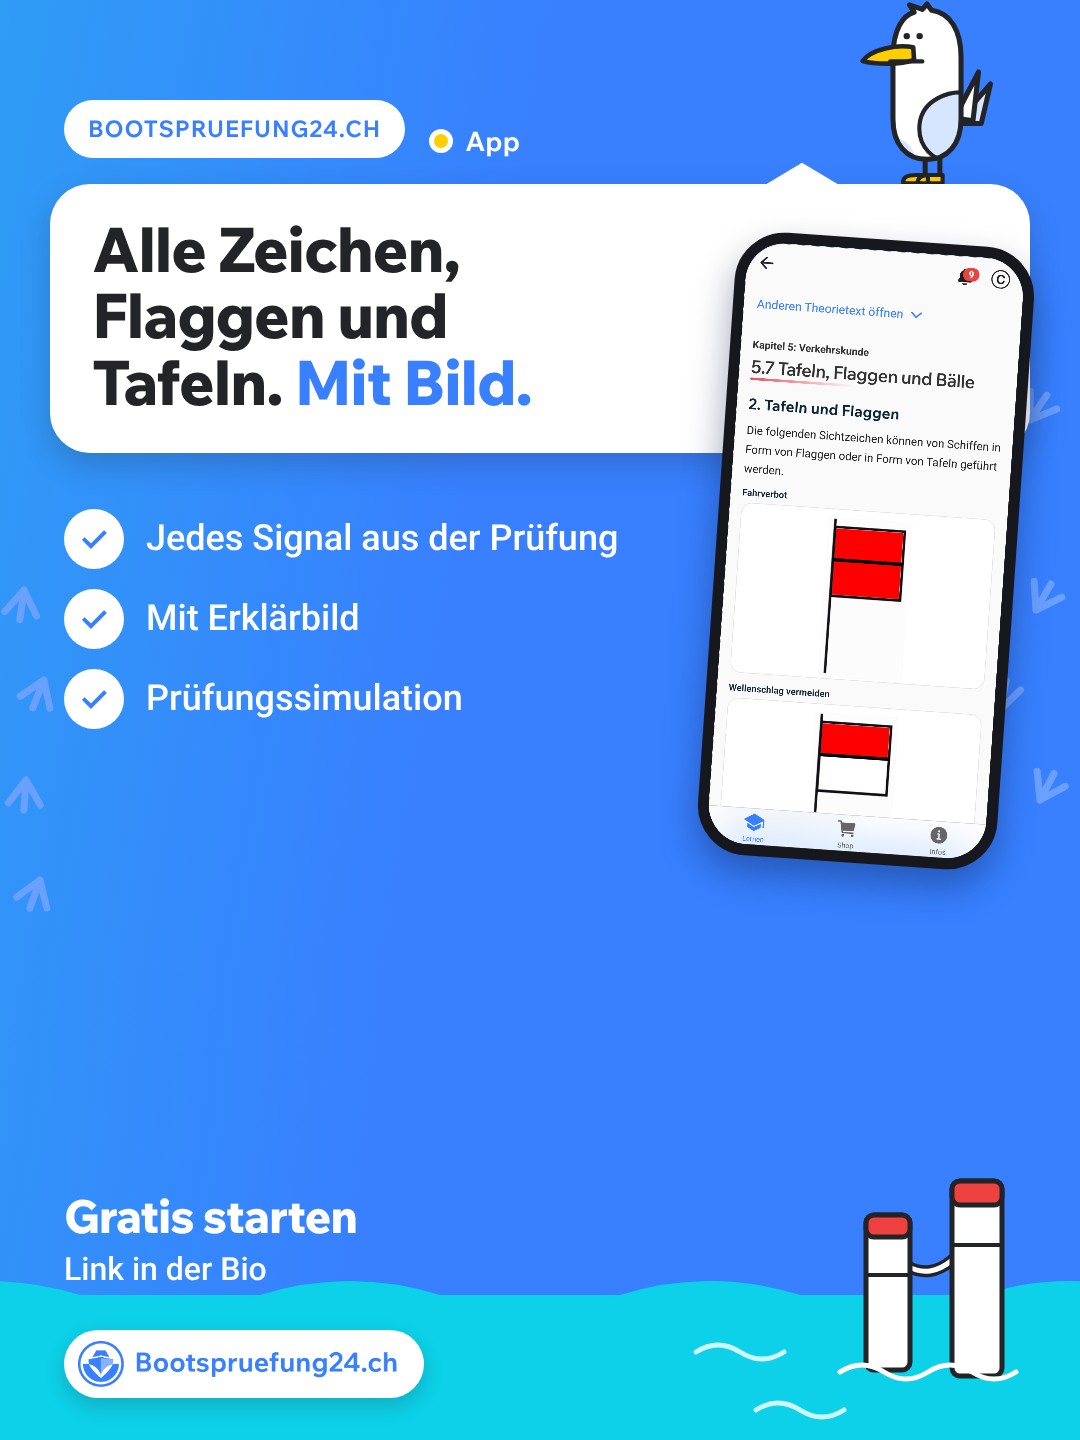 BOOTSPRUEFUNG24.CH
App
Alle Zeichen,
Flaggen und
Tafeln. Mit Bild.
Jedes Signal aus der Prüfung
Mit Erklärbild
Prüfungssimulation
9
C
Anderen Theorietext öffnen
Kapitel 5: Verkehrskunde
5.7 Tafeln, Flaggen und Bälle
2. Tafeln und Flaggen
Die folgenden Sichtzeichen können von Schiffen in
Form von Flaggen oder in Form von Tafeln geführt
werden.
Fahrverbot
Wellenschlag vermeiden
Lernen
Shop
Infos
Gratis starten
Link in der Bio
Bootspruefung24.ch